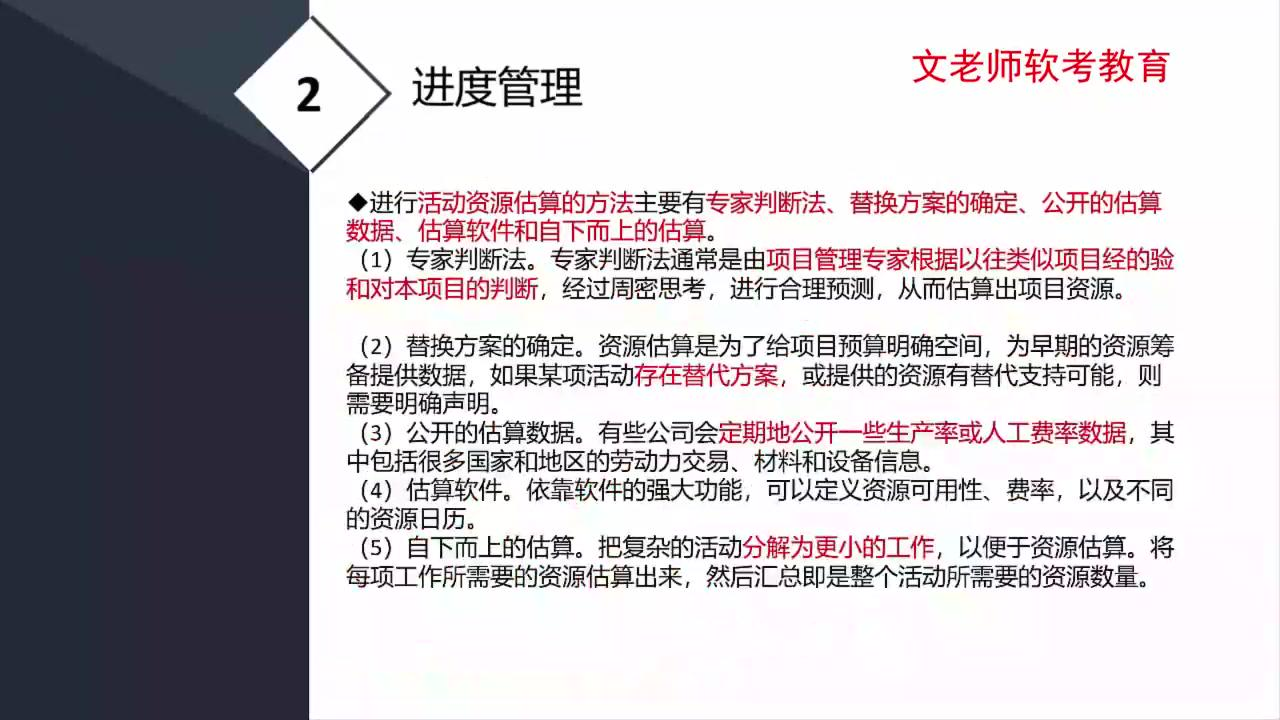 2
进度管理
文老师软考教育
◆进行活动资源估算的方法主要有专家判断法、替换方案的确定、公开的估算
数据、估算软件和自下而上的估算。
（1）专家判断法。专家判断法通常是由项目管理专家根据以往类似项目经的验
和对本项目的判断，经过周密思考，进行合理预测，从而估算出项目资源。
（2）替换方案的确定。资源估算是为了给项目预算明确空间，为早期的资源筹
备提供数据，如果某项活动存在替代方案，或提供的资源有替代支持可能，则
需要明确声明。
（3）公开的估算数据。有些公司会定期地公开一些生产率或人工费率数据，其
中包括很多国家和地区的劳动力交易、材料和设备信息。
（4）估算软件。依靠软件的强大功能，可以定义资源可用性、费率，以及不同
的资源日历。
（5）自下而上的估算。把复杂的活动分解为更小的工作，以便于资源估算。将
每项工作所需要的资源估算出来，然后汇总即是整个活动所需要的资源数量。